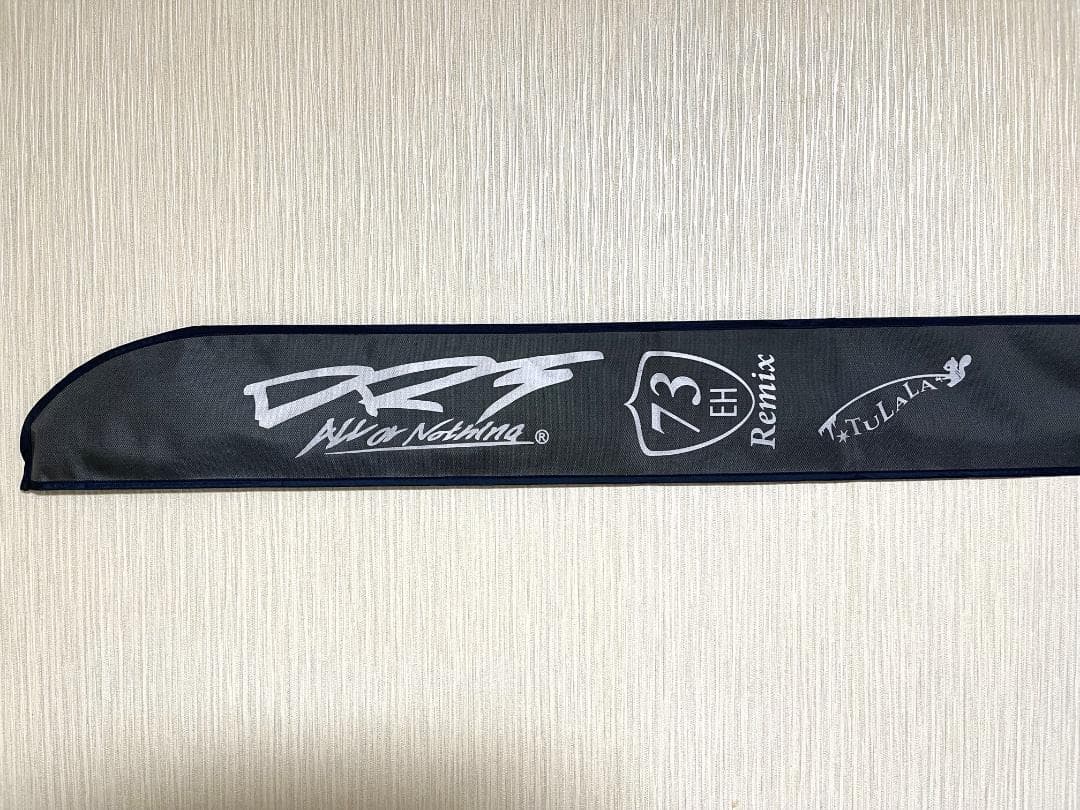 DRT
All or Nothing®
73
EH
Remix
TULALA